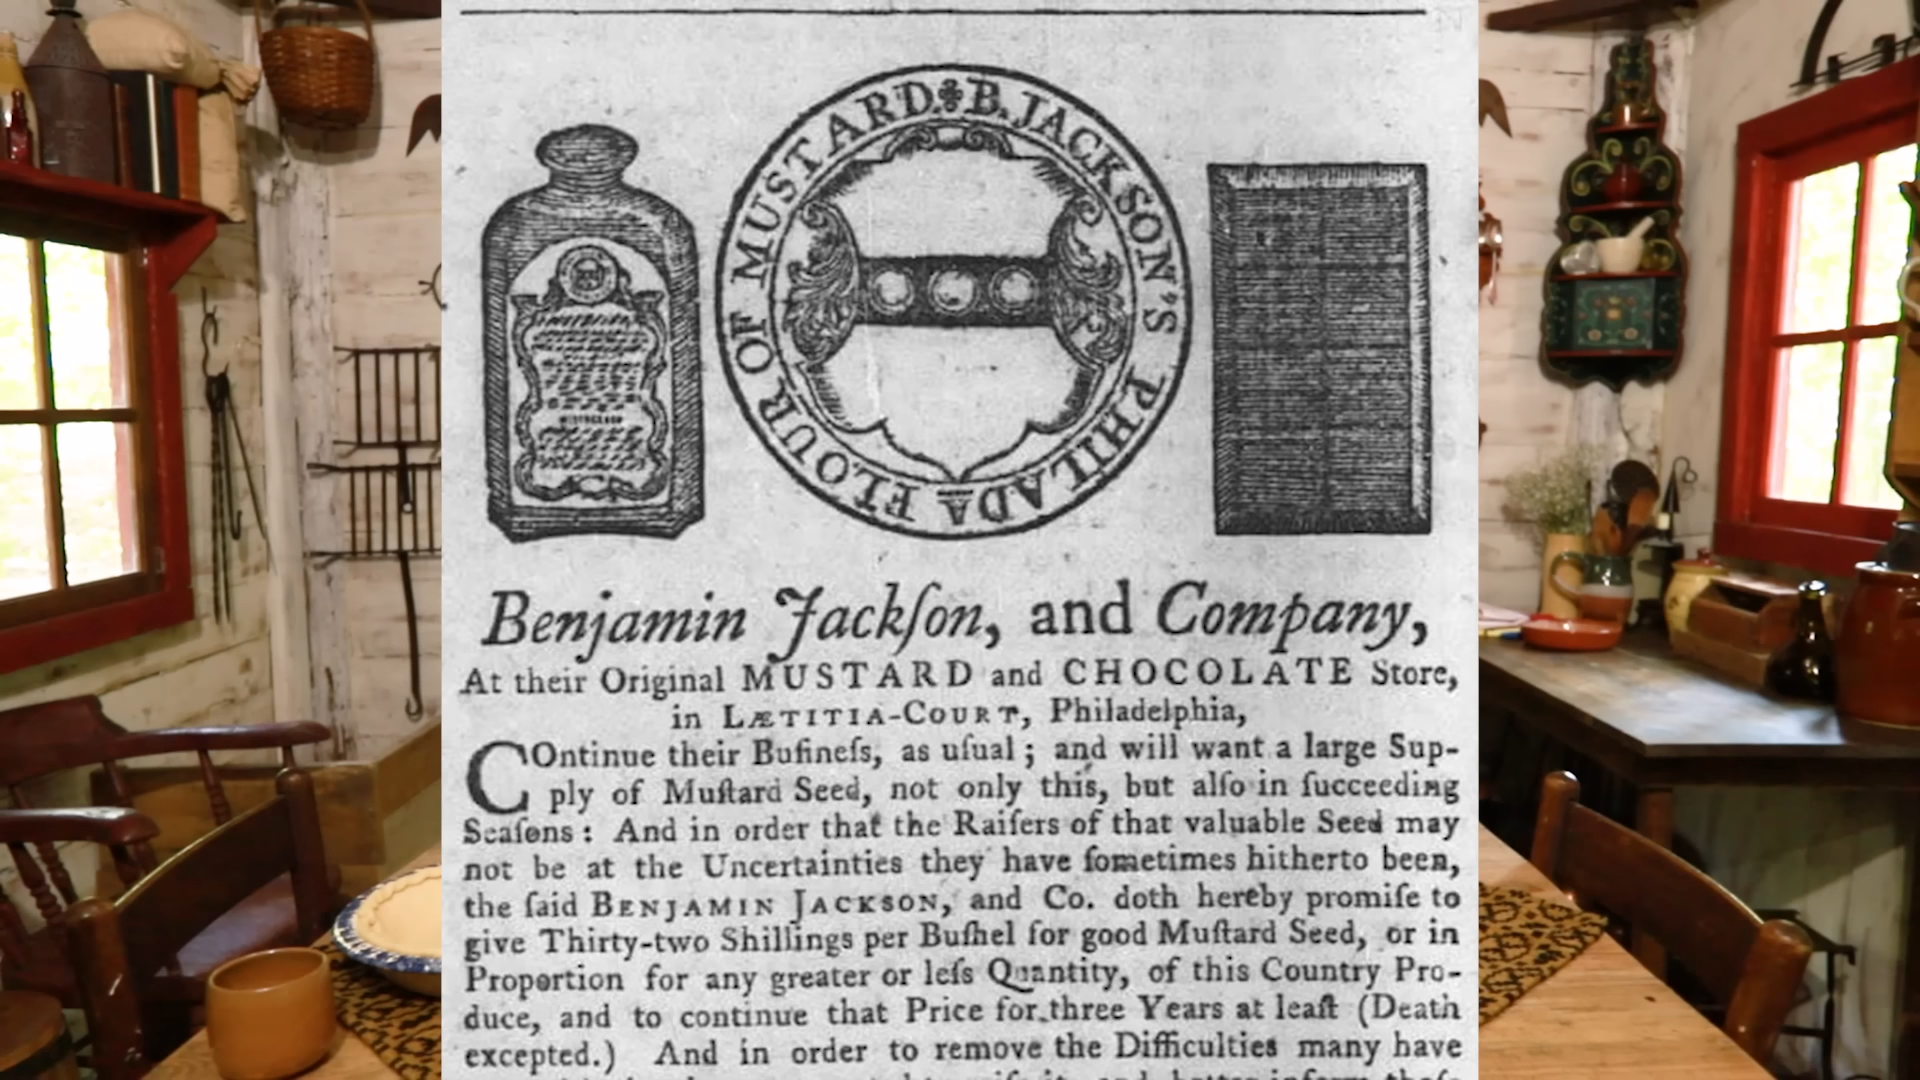 B. JACKSON'S PHILADA FLOUR OF MUSTARD.
Benjamin Jackſon, and Company,
At their Original MUSTARD and CHOCOLATE Store,
in LÆTITIA-COURT, Philadelphia,
COntinue their Buſineſs, as uſual; and will want a large Sup-
ply of Muſtard Seed, not only this, but alſo in ſucceeding
Seaſons: And in order that the Raiſers of that valuable Seed may
not be at the Uncertainties they have ſometimes hitherto been,
the ſaid BENJAMIN JACKSON, and Co. doth hereby promiſe to
give Thirty-two Shillings per Buſhel for good Muſtard Seed, or in
Proportion for any greater or leſs Quantity, of this Country Pro-
duce, and to continue that Price for three Years at leaſt (Death
excepted.) And in order to remove the Difficulties many have